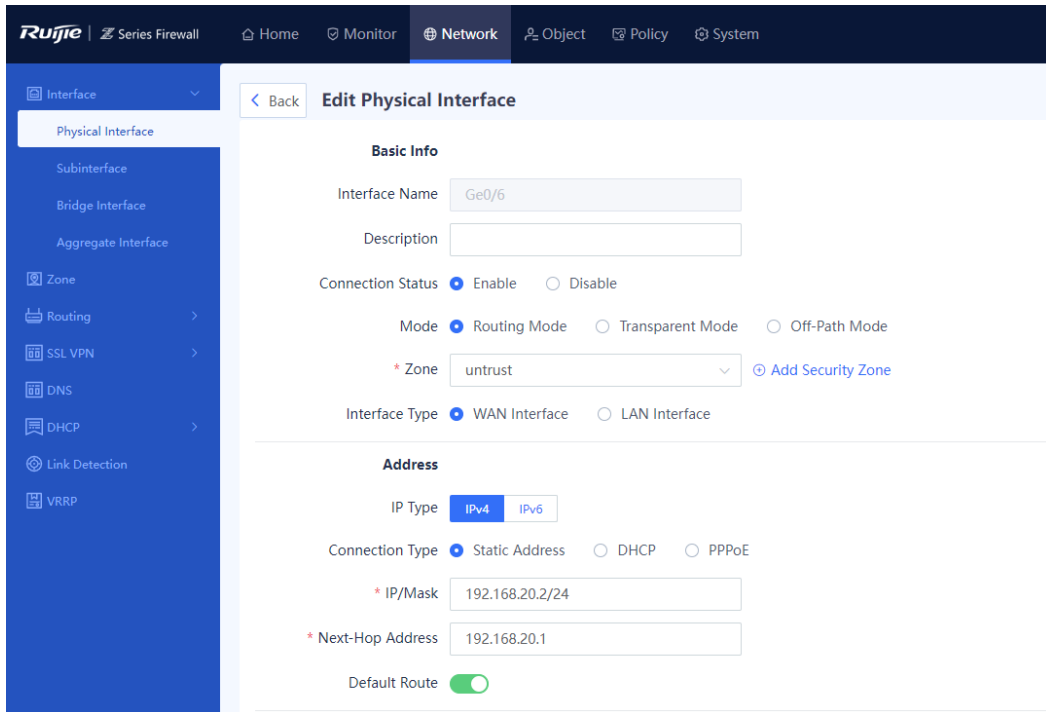 Ruijie | Z Series Firewall Home Monitor Network Object Policy System
Interface
Physical Interface
Subinterface
Bridge Interface
Aggregate Interface
Zone
Routing
SSL VPN
DNS
DHCP
Link Detection
VRRP
Back Edit Physical Interface
Basic Info
Interface Name Ge0/6
Description
Connection Status Enable Disable
Mode Routing Mode Transparent Mode Off-Path Mode
* Zone untrust Add Security Zone
Interface Type WAN Interface LAN Interface
Address
IP Type IPv4 IPv6
Connection Type Static Address DHCP PPPoE
* IP/Mask 192.168.20.2/24
* Next-Hop Address 192.168.20.1
Default Route